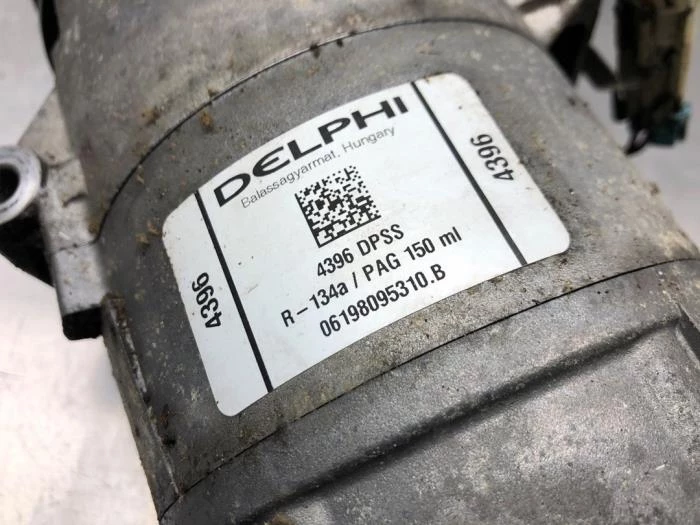 DELPHI
Balassagyarmat, Hungary
4396 DPSS
R-134a / PAG 150 ml
06198095310.B
4396
4396